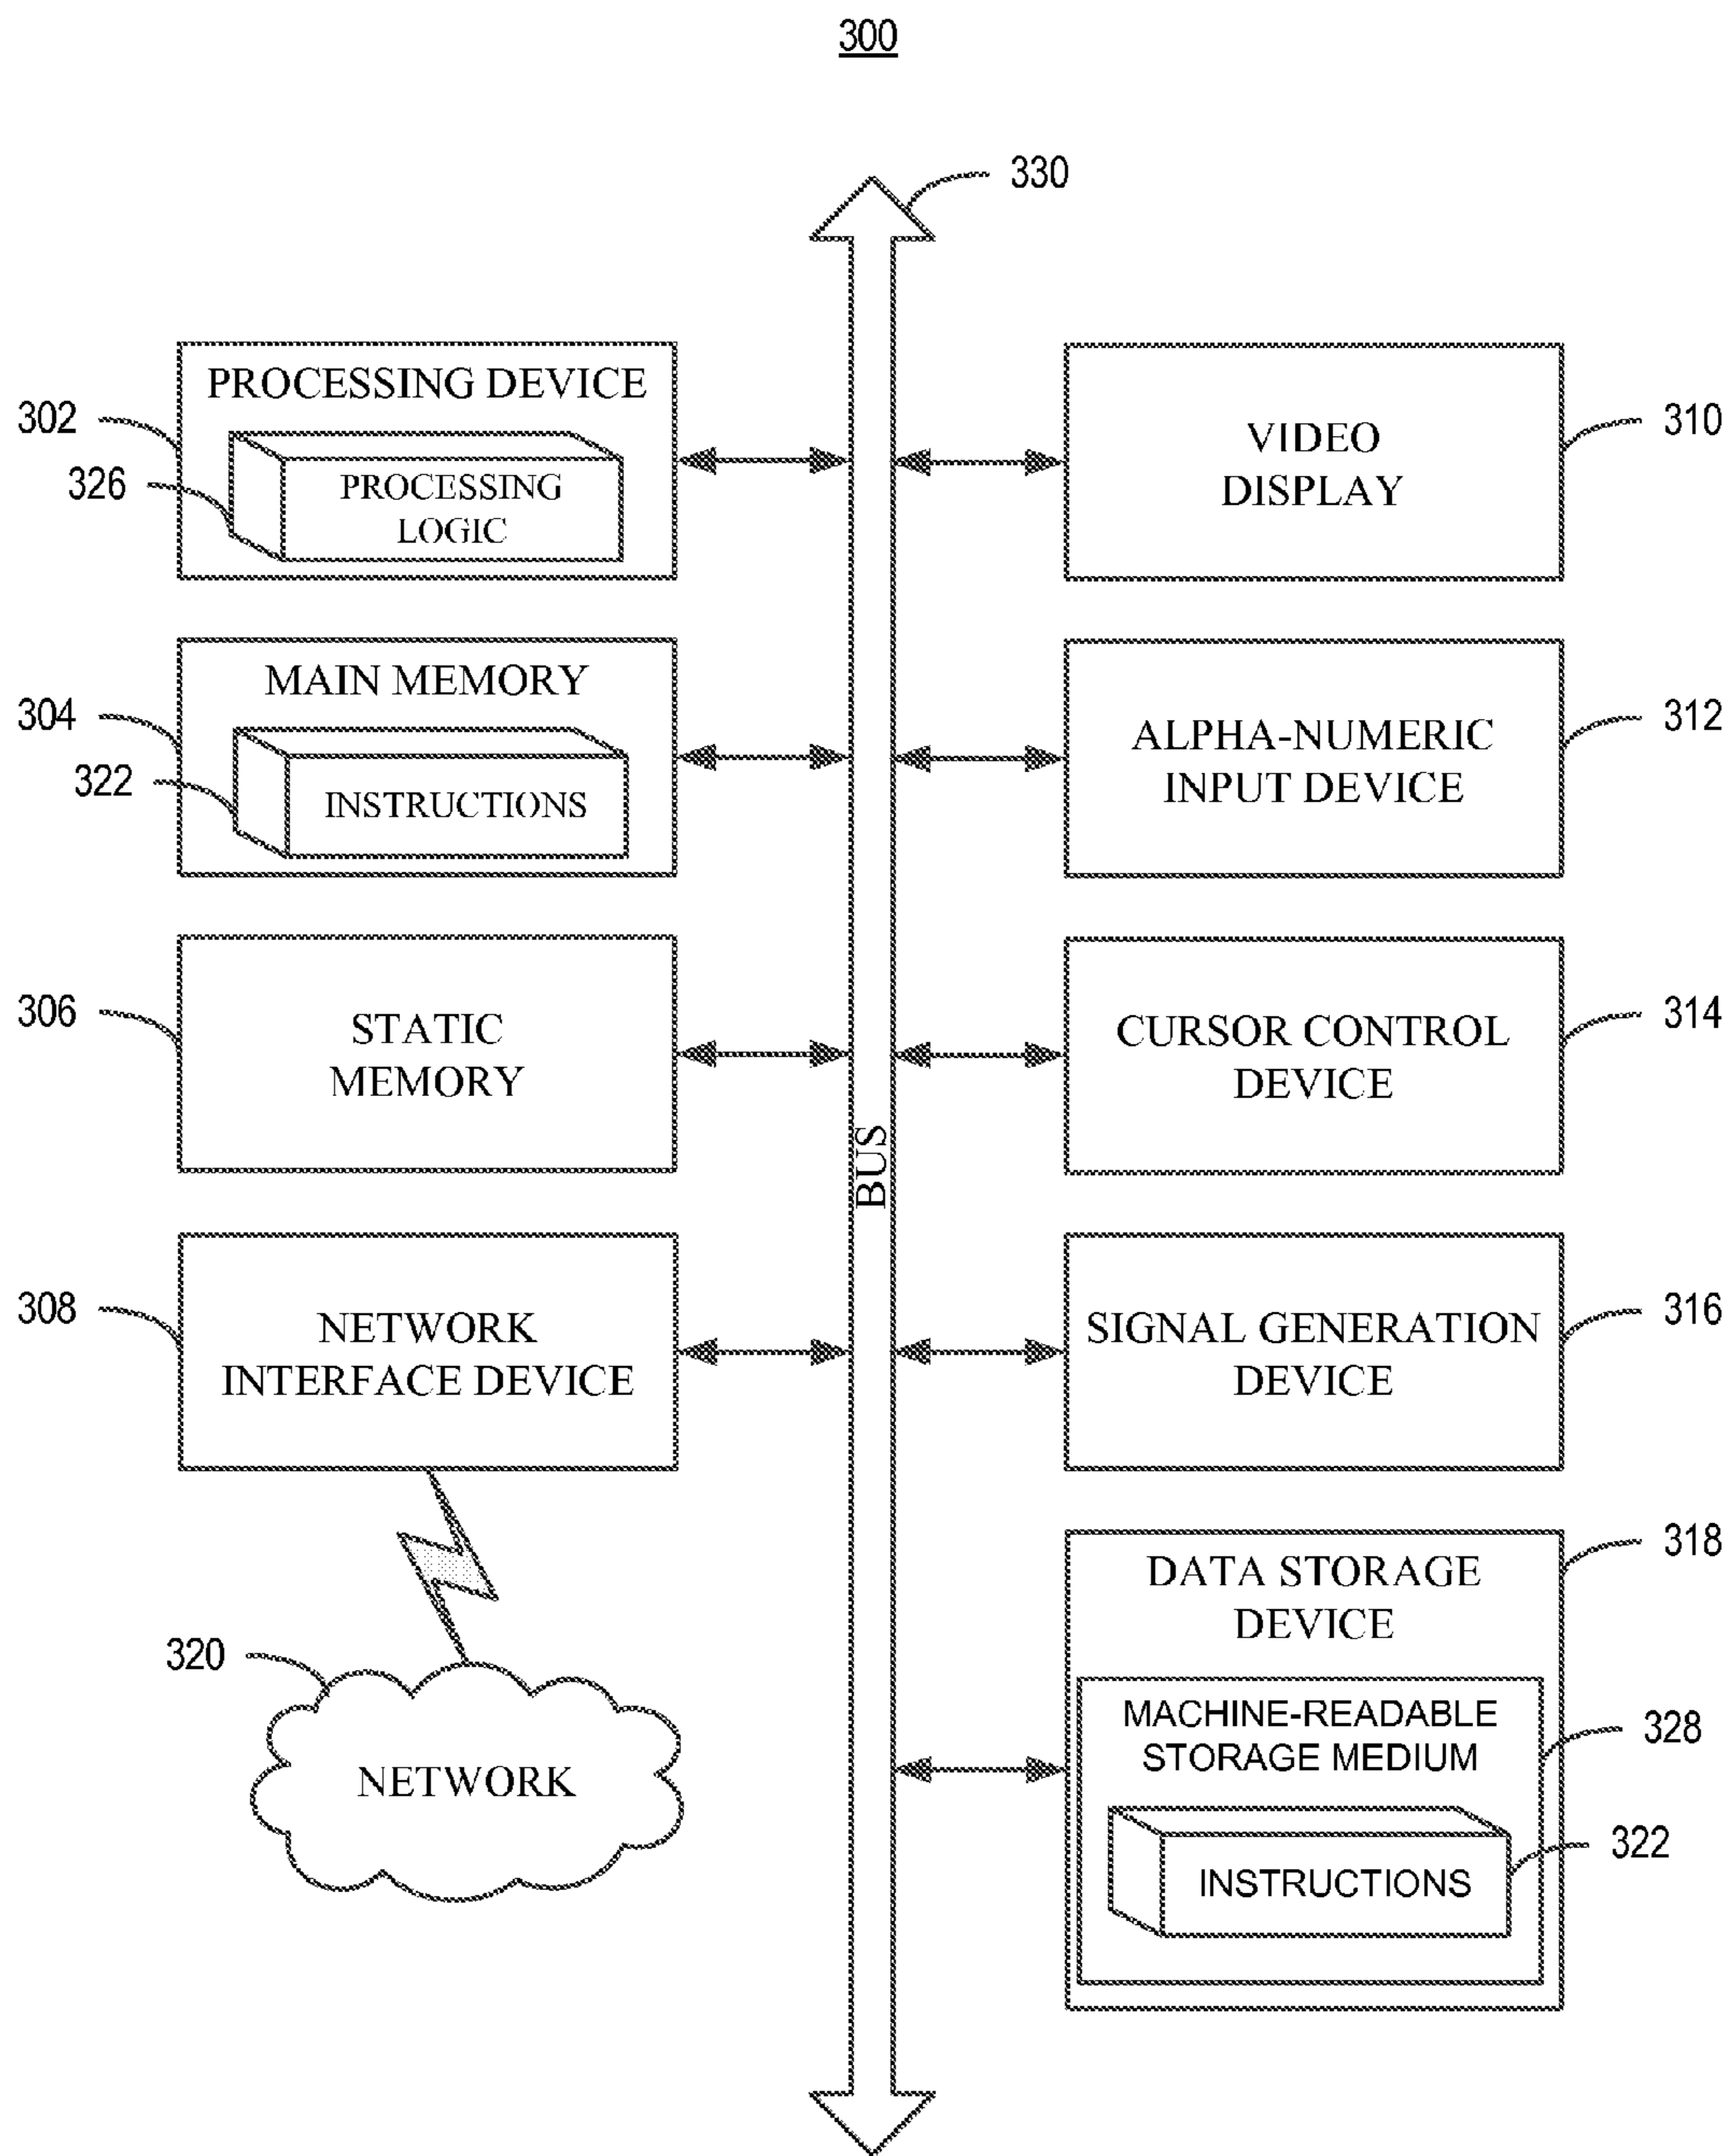 300
330
PROCESSING DEVICE
302
326
PROCESSING
LOGIC
MAIN MEMORY
304
322
INSTRUCTIONS
306
STATIC
MEMORY
308
NETWORK
INTERFACE DEVICE
320
NETWORK
BUS
VIDEO
DISPLAY
310
ALPHA-NUMERIC
INPUT DEVICE
312
CURSOR CONTROL
DEVICE
314
SIGNAL GENERATION
DEVICE
316
318
DATA STORAGE
DEVICE
MACHINE-READABLE
STORAGE MEDIUM
328
INSTRUCTIONS
322